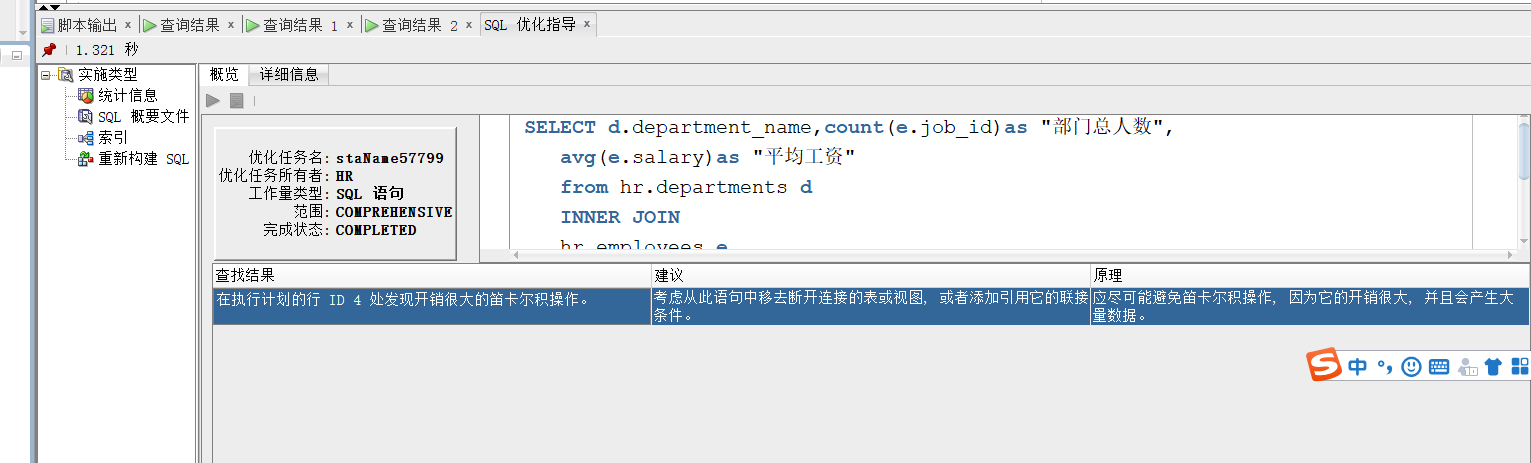 脚本输出 × 查询结果 × 查询结果 1 × 查询结果 2 × SQL 优化指导 ×
1.321 秒
实施类型
统计信息
SQL 概要文件
索引
重新构建 SQL
概览 详细信息
优化任务名: staName57799
优化任务所有者: HR
工作量类型: SQL 语句
范围: COMPREHENSIVE
完成状态: COMPLETED
SELECT d.department_name,count(e.job_id)as "部门总人数",
avg(e.salary)as "平均工资"
from hr.departments d
INNER JOIN
hr.employees e
查找结果 建议 原理
在执行计划的行 ID 4 处发现开销很大的笛卡尔积操作。
考虑从此语句中移去断开连接的表或视图, 或者添加引用它的联接
条件。
应尽可能避免笛卡尔积操作, 因为它的开销很大, 并且会产生大
量数据。
中